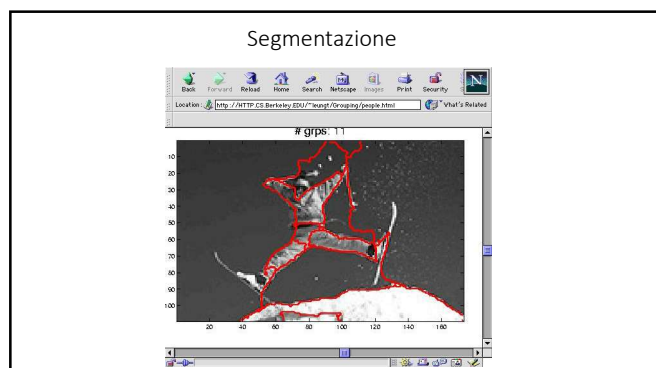 Segmentazione
Back Forward Reload Home Search Netscape Images Print Security
N
Location: http://HTTP.CS.Berkeley.EDU/~leungt/Grouping/people.html What's Related
# grps: 11
10
20
30
40
50
60
70
80
90
100
20 40 60 80 100 120 140 160